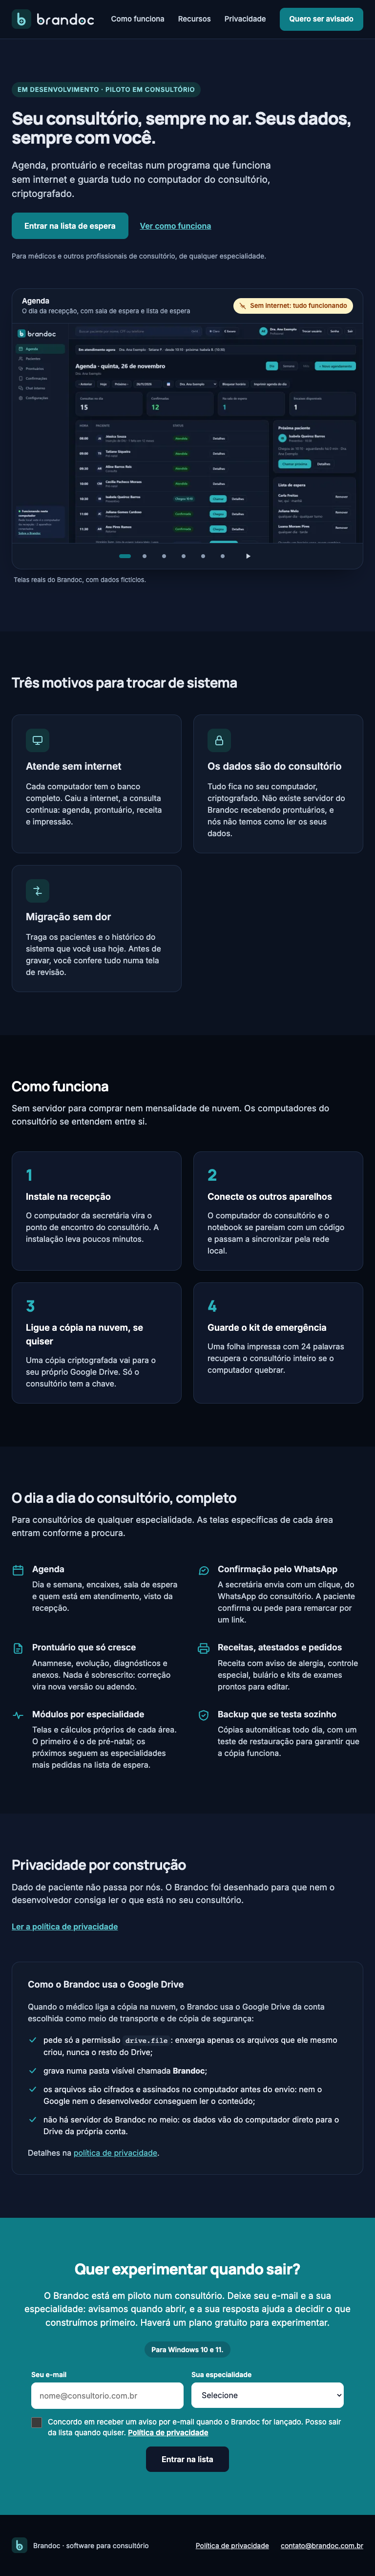 brandoc
Como funciona
Recursos
Privacidade
Quero ser avisado
EM DESENVOLVIMENTO · PILOTO EM CONSULTÓRIO
Seu consultório, sempre no ar. Seus dados,
sempre com você.
Agenda, prontuário e receitas num programa que funciona
sem internet e guarda tudo no computador do consultório,
criptografado.
Entrar na lista de espera
Ver como funciona
Para médicos e outros profissionais de consultório, de qualquer especialidade.
Agenda
O dia da recepção, com sala de espera e lista de espera
Sem internet: tudo funcionando
brandoc
Agenda
Pacientes
Prontuários
Confirmações
Chat interno
Configurações
Agenda · quinta, 26 de novembro
15
12
1
1
Próxima paciente
Lista de espera
Telas reais do Brandoc, com dados fictícios.
Três motivos para trocar de sistema
Atende sem internet
Cada computador tem o banco
completo. Caiu a internet, a consulta
continua: agenda, prontuário, receita
e impressão.
Os dados são do consultório
Tudo fica no seu computador,
criptografado. Não existe servidor do
Brandoc recebendo prontuários, e
nós não temos como ler os seus
dados.
Migração sem dor
Traga os pacientes e o histórico do
sistema que você usa hoje. Antes de
gravar, você confere tudo numa tela
de revisão.
Como funciona
Sem servidor para comprar nem mensalidade de nuvem. Os computadores do
consultório se entendem entre si.
1
Instale na recepção
O computador da secretária vira o
ponto de encontro do consultório. A
instalação leva poucos minutos.
2
Conecte os outros aparelhos
O computador do consultório e o
notebook se pareiam com um código
e passam a sincronizar pela rede
local.
3
Ligue a cópia na nuvem, se
quiser
Uma cópia criptografada vai para o
seu próprio Google Drive. Só o
consultório tem a chave.
4
Guarde o kit de emergência
Uma folha impressa com 24 palavras
recupera o consultório inteiro se o
computador quebrar.
O dia a dia do consultório, completo
Para consultórios de qualquer especialidade. As telas específicas de cada área
entram conforme a procura.
Agenda
Dia e semana, encaixes, sala de espera
e quem está em atendimento, visto da
recepção.
Confirmação pelo WhatsApp
A secretária envia com um clique, do
WhatsApp do consultório. A paciente
confirma ou pede para remarcar por
um link.
Prontuário que só cresce
Anamnese, evolução, diagnósticos e
anexos. Nada é sobrescrito: correção
vira nova versão ou adendo.
Receitas, atestados e pedidos
Receita com aviso de alergia, controle
especial, bulário e kits de exames
prontos para editar.
Módulos por especialidade
Telas e cálculos próprios de cada área.
O primeiro é o de pré-natal; os
próximos seguem as especialidades
mais pedidas na lista de espera.
Backup que se testa sozinho
Cópias automáticas todo dia, com um
teste de restauração para garantir que
a cópia funciona.
Privacidade por construção
Dado de paciente não passa por nós. O Brandoc foi desenhado para que nem o
desenvolvedor consiga ler o que está no seu consultório.
Ler a política de privacidade
Como o Brandoc usa o Google Drive
Quando o médico liga a cópia na nuvem, o Brandoc usa o Google Drive da conta
escolhida como meio de transporte e de cópia de segurança:
pede só a permissão drive.file: enxerga apenas os arquivos que ele mesmo
criou, nunca o resto do Drive;
grava numa pasta visível chamada Brandoc;
os arquivos são cifrados e assinados no computador antes do envio: nem o
Google nem o desenvolvedor conseguem ler o conteúdo;
não há servidor do Brandoc no meio: os dados vão do computador direto para o
Drive da própria conta.
Detalhes na política de privacidade.
Quer experimentar quando sair?
O Brandoc está em piloto num consultório. Deixe seu e-mail e a sua
especialidade: avisamos quando abrir, e a sua resposta ajuda a decidir o que
construímos primeiro. Haverá um plano gratuito para experimentar.
Para Windows 10 e 11.
Seu e-mail
nome@consultorio.com.br
Sua especialidade
Selecione
Concordo em receber um aviso por e-mail quando o Brandoc for lançado. Posso sair
da lista quando quiser. Política de privacidade
Entrar na lista
Brandoc · software para consultório
Política de privacidade
contato@brandoc.com.br